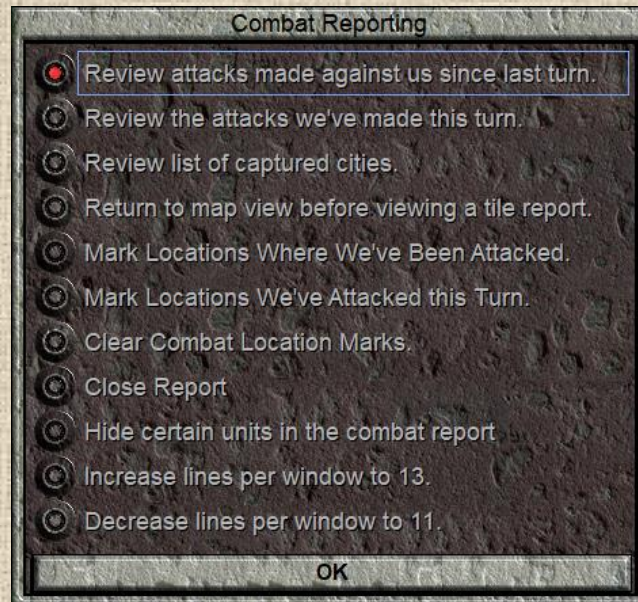 Combat Reporting
Review attacks made against us since last turn.
Review the attacks we've made this turn.
Review list of captured cities.
Return to map view before viewing a tile report.
Mark Locations Where We've Been Attacked.
Mark Locations We've Attacked this Turn.
Clear Combat Location Marks.
Close Report
Hide certain units in the combat report
Increase lines per window to 13.
Decrease lines per window to 11.
OK